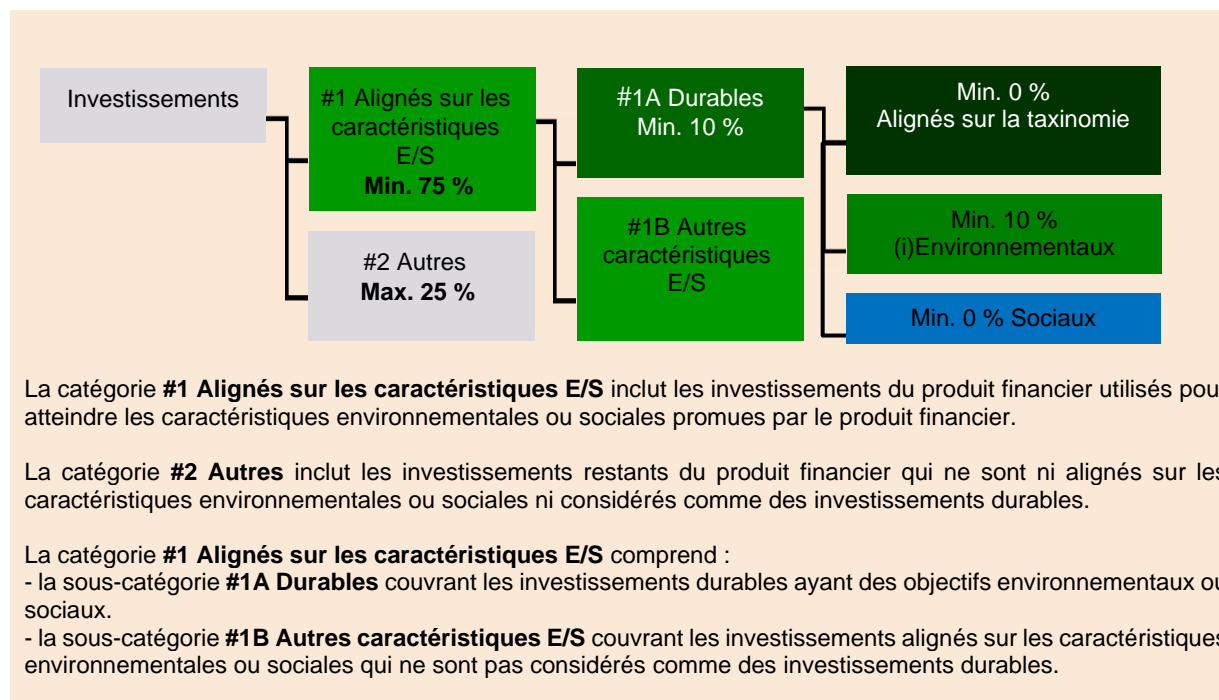 Investissements
#1 Alignés sur les
caractéristiques
E/S
Min. 75 %
#2 Autres
Max. 25 %
#1A Durables
Min. 10 %
#1B Autres
caractéristiques
E/S
Min. 0 %
Alignés sur la taxinomie
Min. 10 %
(i)Environnementaux
Min. 0 % Sociaux
La catégorie #1 Alignés sur les caractéristiques E/S inclut les investissements du produit financier utilisés pou
atteindre les caractéristiques environnementales ou sociales promues par le produit financier.
La catégorie #2 Autres inclut les investissements restants du produit financier qui ne sont ni alignés sur les
caractéristiques environnementales ou sociales ni considérés comme des investissements durables.
La catégorie #1 Alignés sur les caractéristiques E/S comprend :
- la sous-catégorie #1A Durables couvrant les investissements durables ayant des objectifs environnementaux ou
sociaux.
- la sous-catégorie #1B Autres caractéristiques E/S couvrant les investissements alignés sur les caractéristiques
environnementales ou sociales qui ne sont pas considérés comme des investissements durables.